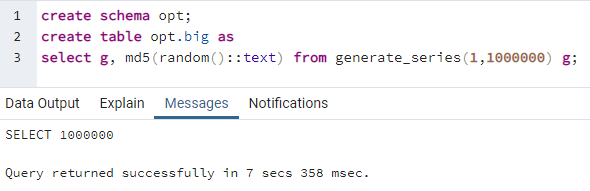 1 create schema opt;
2 create table opt.big as
3 select g, md5(random()::text) from generate_series(1,1000000) g;
Data Output Explain Messages Notifications
SELECT 1000000
Query returned successfully in 7 secs 358 msec.